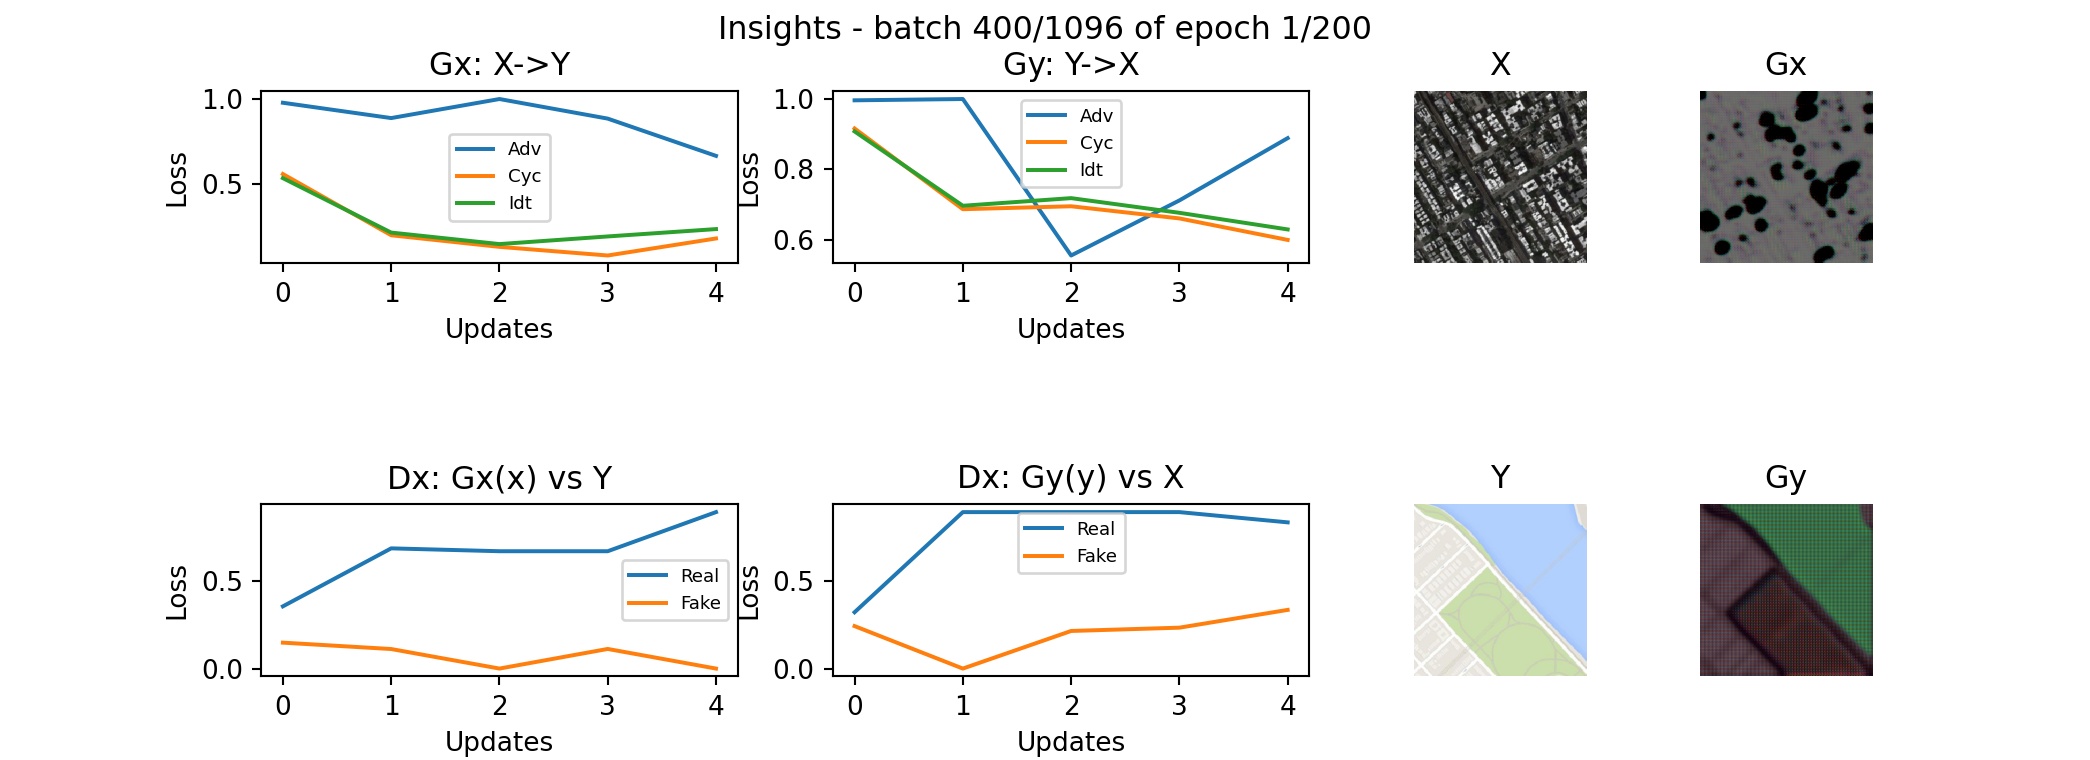 Insights - batch 400/1096 of epoch 1/200
Gx: X->Y
1.0
0.5
Loss
Adv
Cyc
Idt
0 1 2 3 4
Updates
Gy: Y->X
1.0
0.8
0.6
Loss
Adv
Cyc
Idt
0 1 2 3 4
Updates
X
Gx
Dx: Gx(x) vs Y
0.5
0.0
Loss
Real
Fake
0 1 2 3 4
Updates
Dx: Gy(y) vs X
0.5
0.0
Loss
Real
Fake
0 1 2 3 4
Updates
Y
Gy